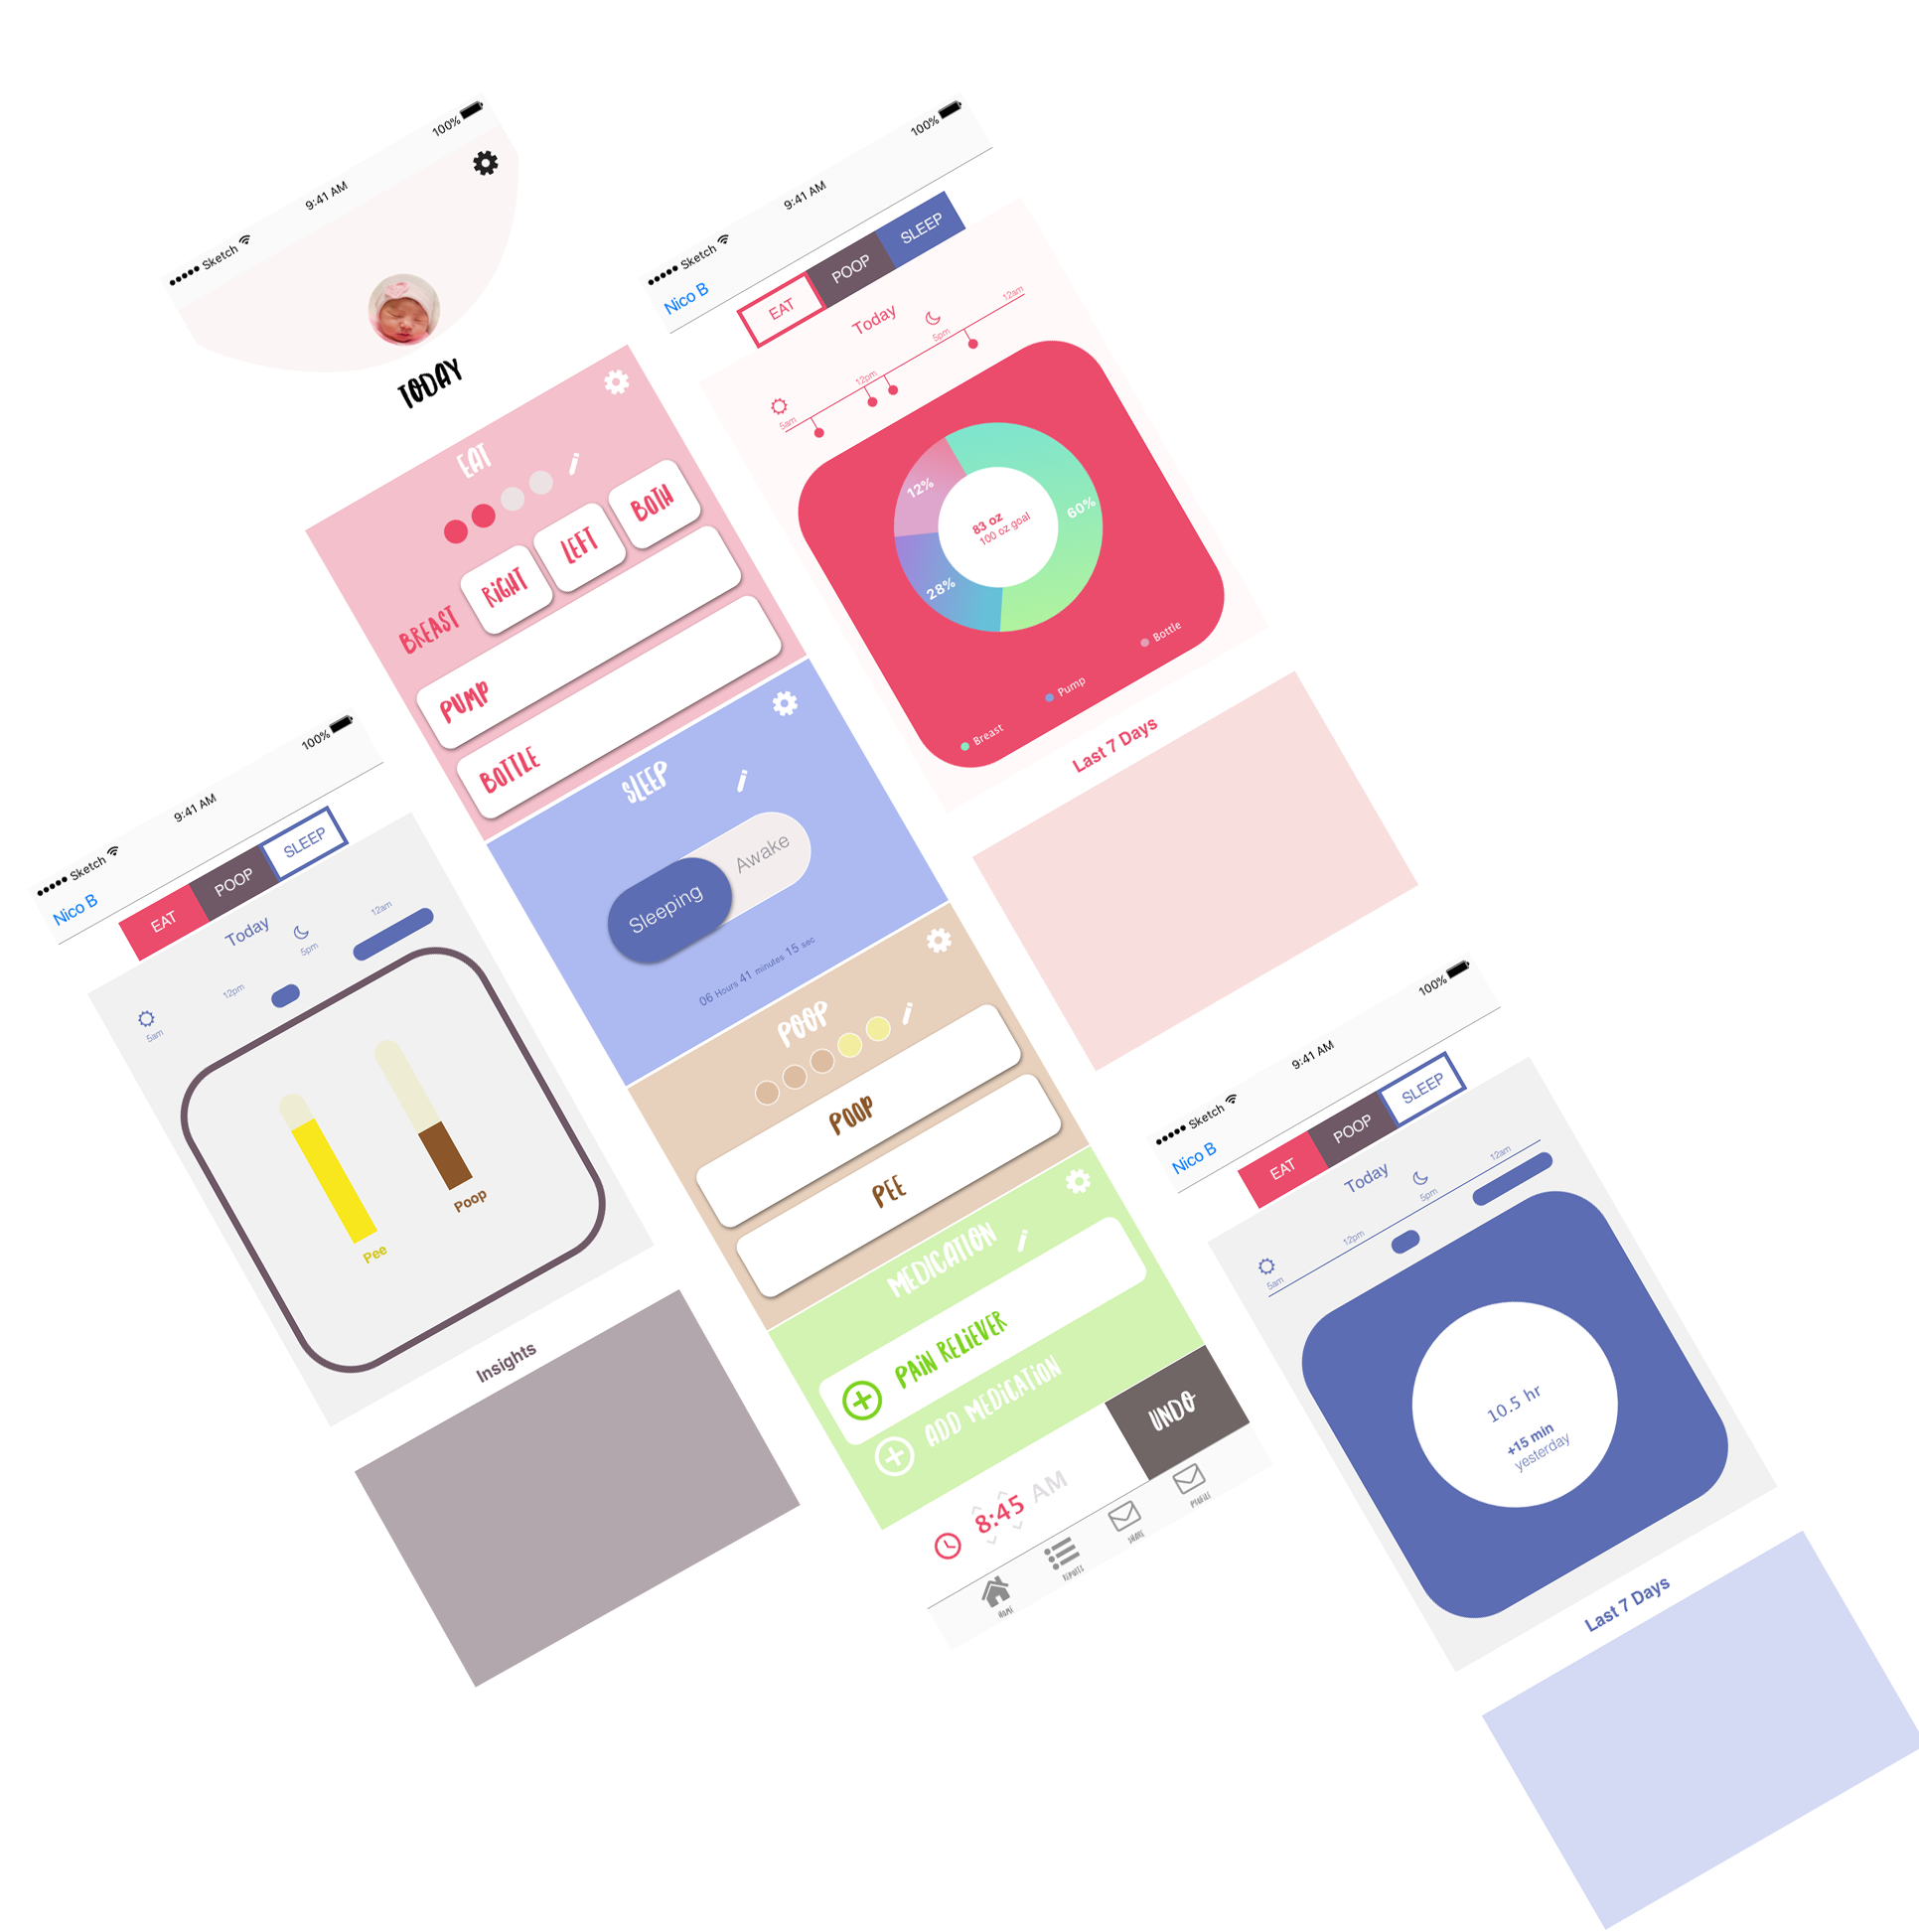 ●●●●● Sketch 9:41 AM 100%
TODAY
EAT
BREAST RIGHT LEFT BOTH
PUMP
BOTTLE
SLEEP
Sleeping Awake
06 Hours 41 minutes 15 sec
POOP
POOP
PEE
MEDICATION
PAIN RELIEVER
ADD MEDICATION
8:45 AM UNDO
HOME REPORTS SHARE PROFILE
●●●●● Sketch 9:41 AM 100%
Nico B
EAT POOP SLEEP
Today
5am 12pm 5pm 12am
12% 60% 28%
83 oz
100 oz goal
Breast Pump Bottle
Last 7 Days
●●●●● Sketch 9:41 AM 100%
Nico B
EAT POOP SLEEP
Today
5am 12pm 5pm 12am
Pee Poop
Insights
●●●●● Sketch 9:41 AM 100%
Nico B
EAT POOP SLEEP
Today
5am 12pm 5pm 12am
10.5 hr
+15 min
yesterday
Last 7 Days